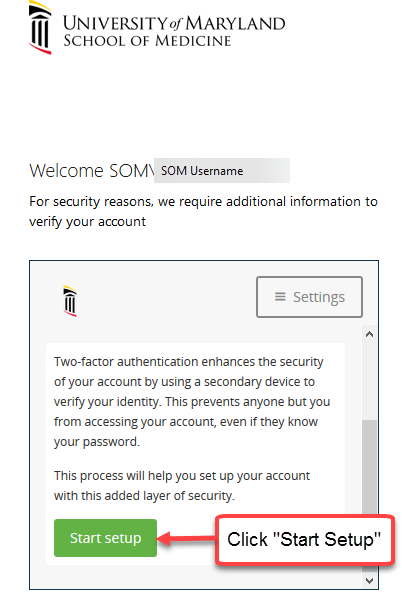 UNIVERSITY of MARYLAND
SCHOOL OF MEDICINE
Welcome SOM\ SOM Username
For security reasons, we require additional information to
verify your account
≡ Settings
Two-factor authentication enhances the security
of your account by using a secondary device to
verify your identity. This prevents anyone but you
from accessing your account, even if they know
your password.
This process will help you set up your account
with this added layer of security.
Start setup
Click "Start Setup"